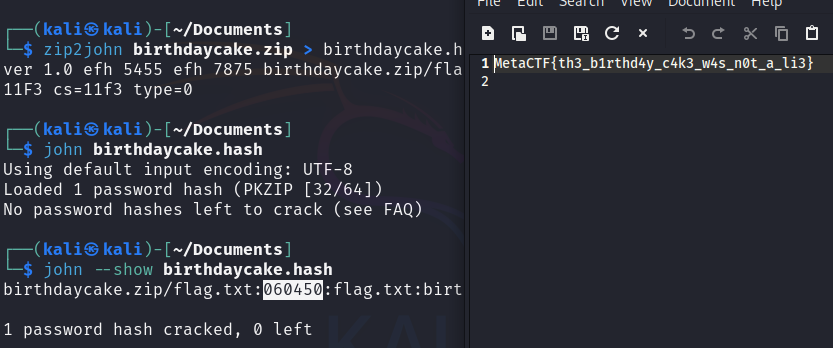 ┌──(kali㉿kali)-[~/Documents]
└─$ zip2john birthdaycake.zip > birthdaycake.h
ver 1.0 efh 5455 efh 7875 birthdaycake.zip/fla
11F3 cs=11f3 type=0
┌──(kali㉿kali)-[~/Documents]
└─$ john birthdaycake.hash
Using default input encoding: UTF-8
Loaded 1 password hash (PKZIP [32/64])
No password hashes left to crack (see FAQ)
┌──(kali㉿kali)-[~/Documents]
└─$ john --show birthdaycake.hash
birthdaycake.zip/flag.txt:060450:flag.txt:birt
1 password hash cracked, 0 left
File Edit Search View Document Help
1 MetaCTF{th3_b1rthd4y_c4k3_w4s_n0t_a_li3}
2